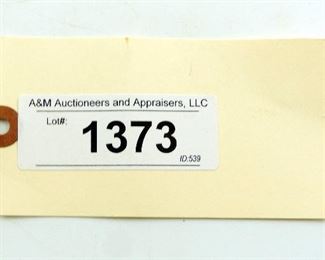 A&M Auctioneers and Appraisers, LLC
Lot#:
1373
ID:539